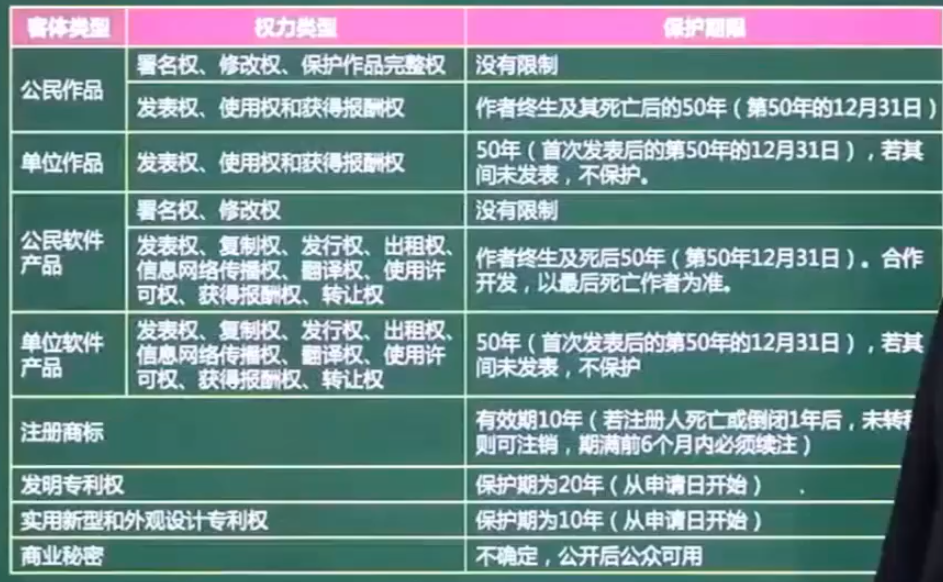 客体类型 权力类型 保护期限
公民作品
署名权、修改权、保护作品完整权 没有限制
发表权、使用权和获得报酬权 作者终生及其死亡后的50年（第50年的12月31日）
单位作品 发表权、使用权和获得报酬权
50年（首次发表后的第50年的12月31日），若其
间未发表，不保护。
公民软件
产品
署名权、修改权 没有限制
发表权、复制权、发行权、出租权、
信息网络传播权、翻译权、使用许
可权、获得报酬权、转让权
作者终生及死后50年（第50年的12月31日）。合作
开发，以最后死亡作者为准。
单位软件
产品
发表权、复制权、发行权、出租权、
信息网络传播权、翻译权、使用许
可权、获得报酬权、转让权
50年（首次发表后的第50年的12月31日），若其
间未发表，不保护
注册商标
有效期10年（若注册人死亡或倒闭1年后，未转
则可注销，期满前6个月内必须续注）
发明专利权 保护期为20年（从申请日开始）
实用新型和外观设计专利权 保护期为10年（从申请日开始）
商业秘密 不确定，公开后公众可用